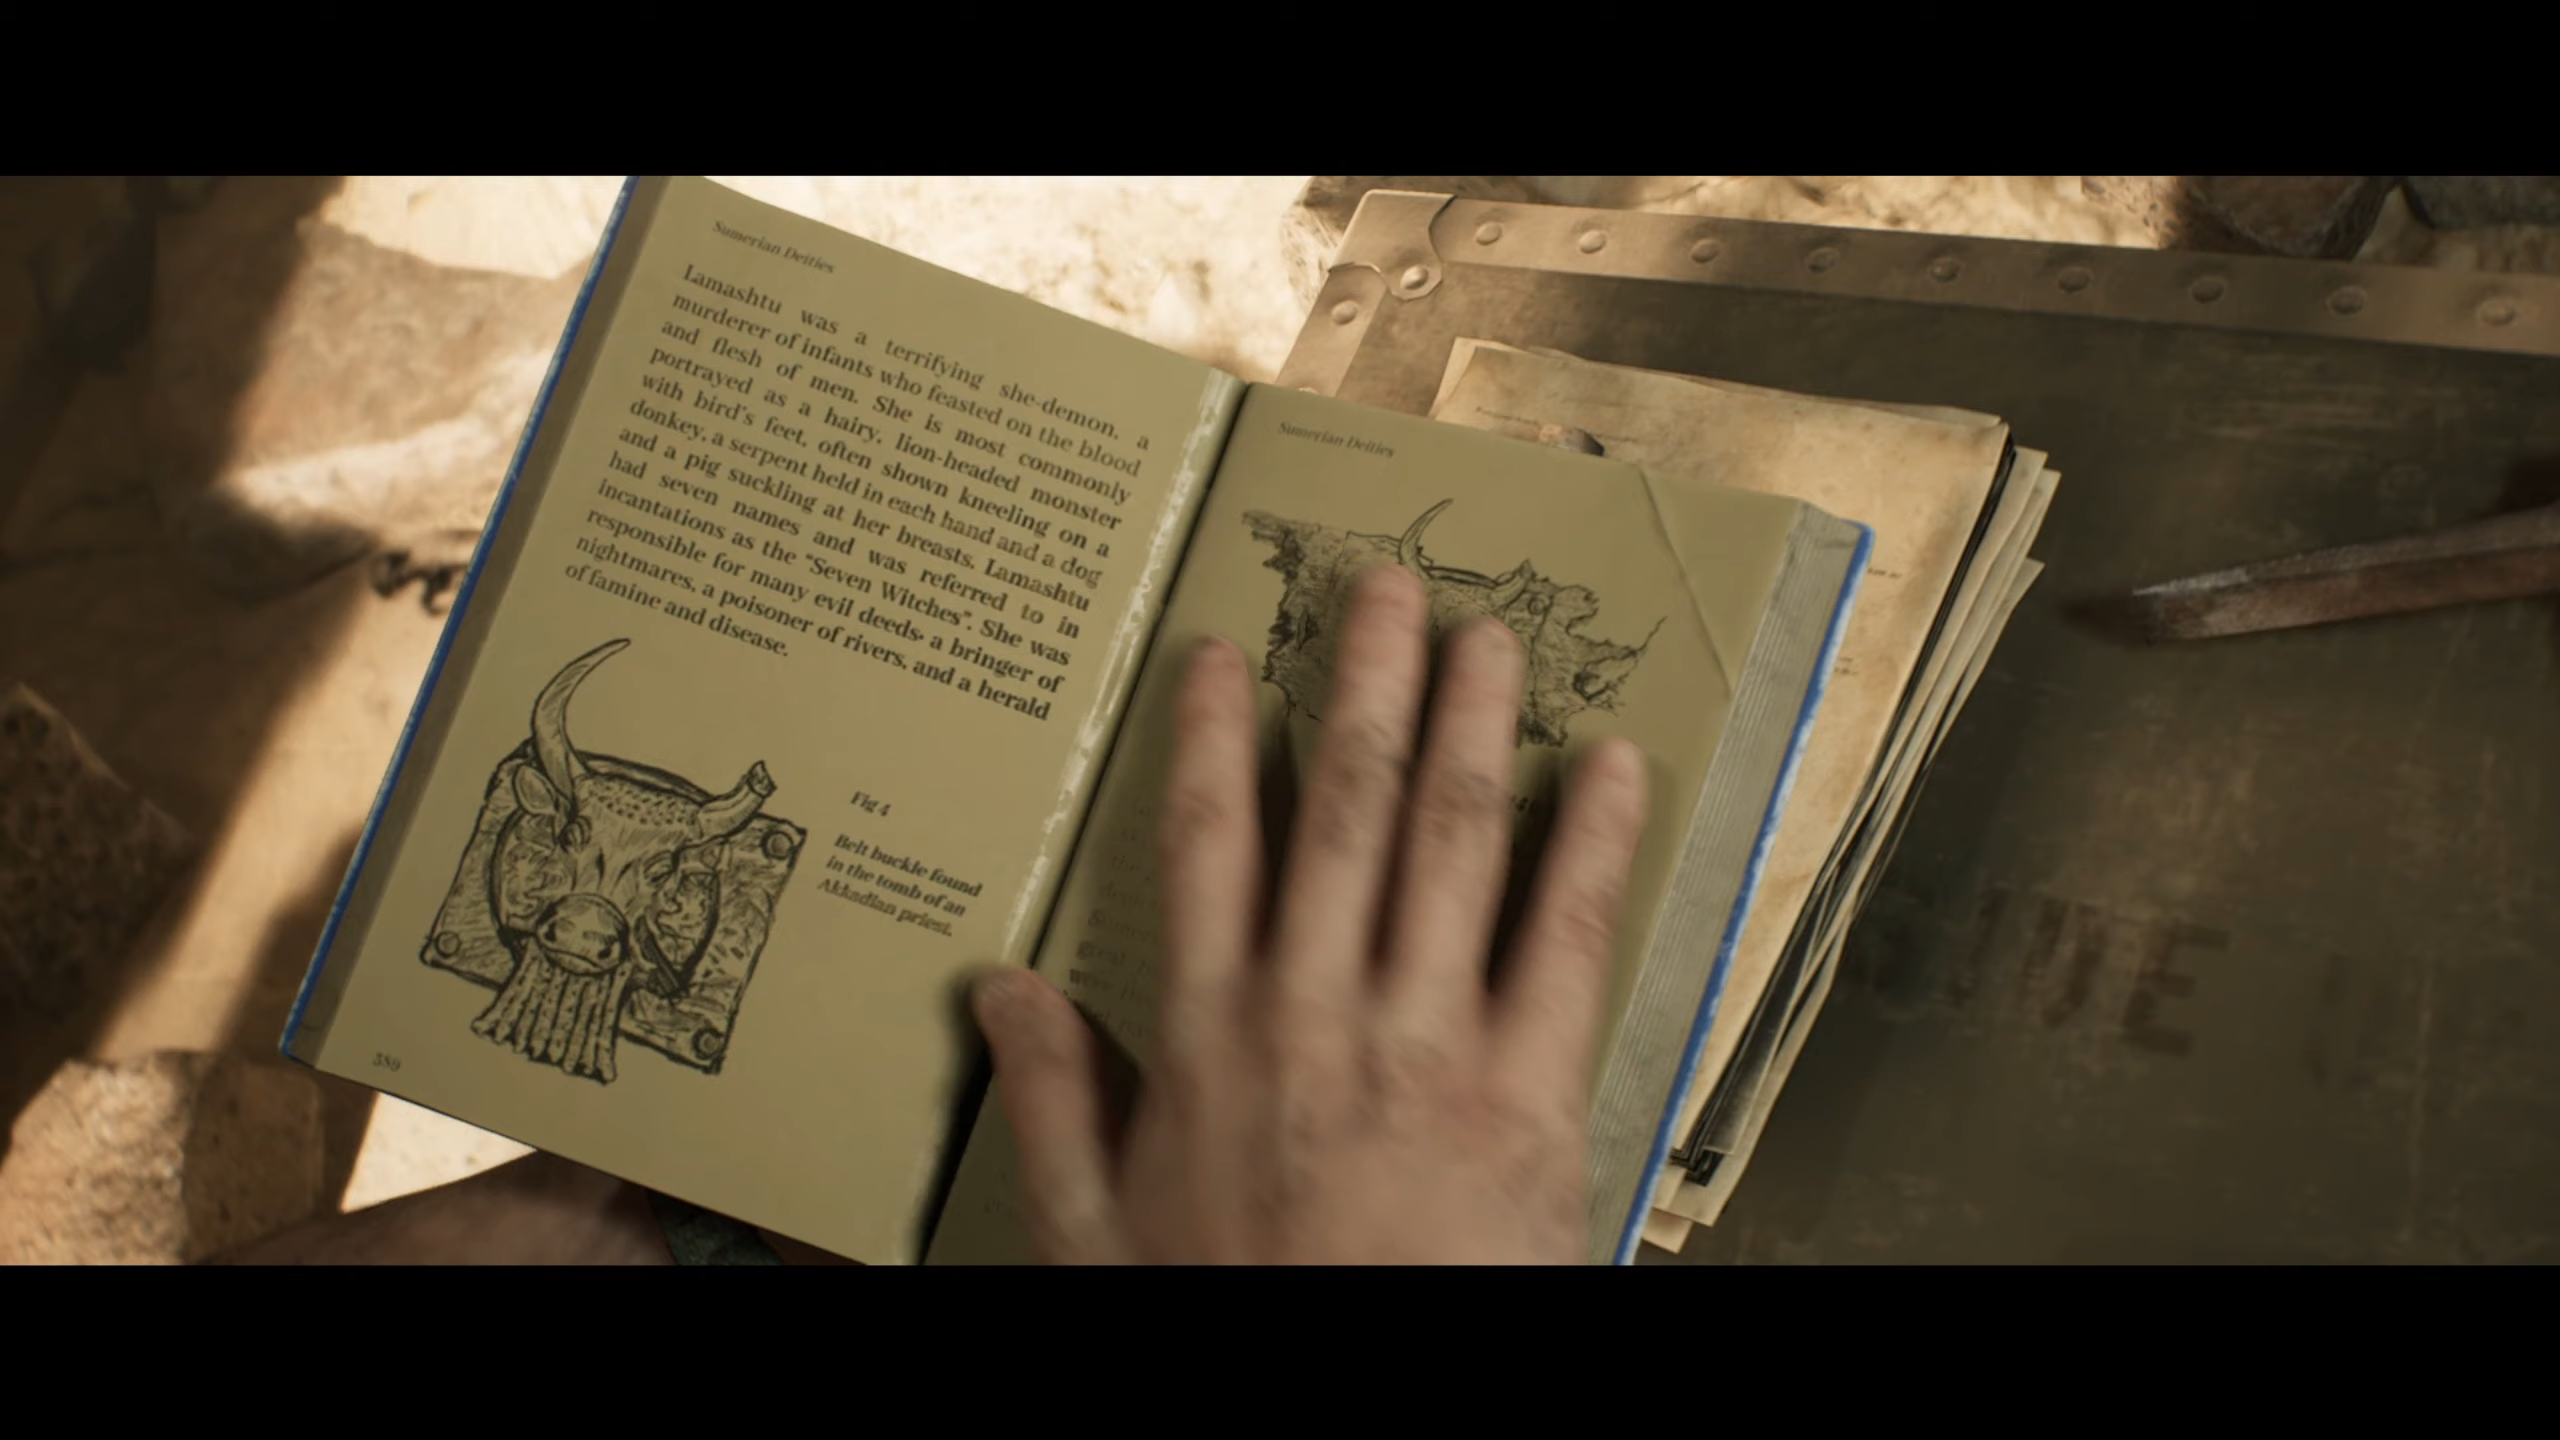 Sumerian Deities
Lamashtu was a terrifying she-demon, a
murderer of infants who feasted on the blood
and flesh of men. She is most commonly
portrayed as a hairy, lion-headed monster
with bird's feet, often shown kneeling on a
donkey, a serpent held in each hand and a dog
and a pig suckling at her breasts. Lamashtu
had seven names and was referred to in
incantations as the "Seven Witches". She was
responsible for many evil deeds- a bringer of
nightmares, a poisoner of rivers, and a herald
of famine and disease.
Fig 4
Belt buckle found
in the tomb of an
Akkadian priest.
389
Sumerian Deities
great
were